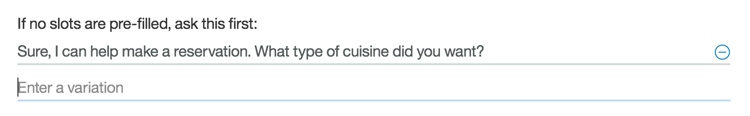 If no slots are pre-filled, ask this first:
Sure, I can help make a reservation. What type of cuisine did you want?
Enter a variation